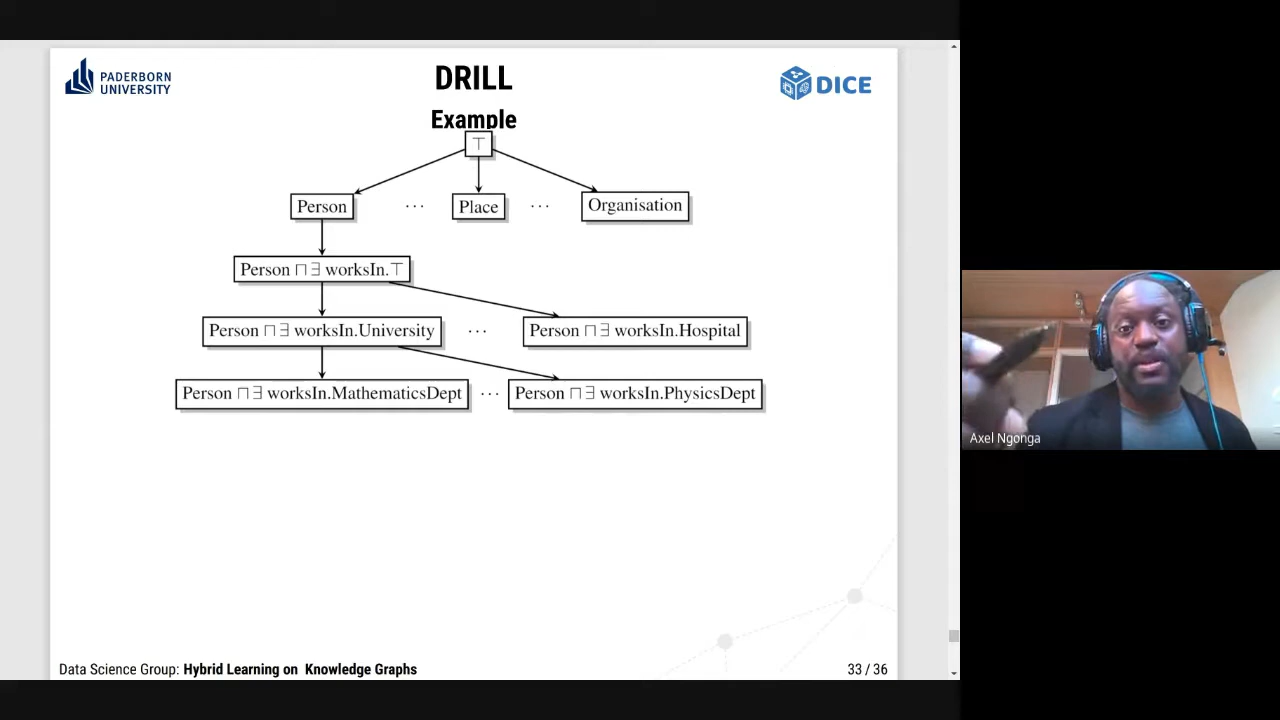 PADERBORN
UNIVERSITY
DRILL
DICE
Example
⊤
Person
···
Place
···
Organisation
Person ⊓ ∃ worksIn.⊤
Person ⊓ ∃ worksIn.University
···
Person ⊓ ∃ worksIn.Hospital
Person ⊓ ∃ worksIn.MathematicsDept
···
Person ⊓ ∃ worksIn.PhysicsDept
Axel Ngonga
Data Science Group: Hybrid Learning on Knowledge Graphs
33 / 36